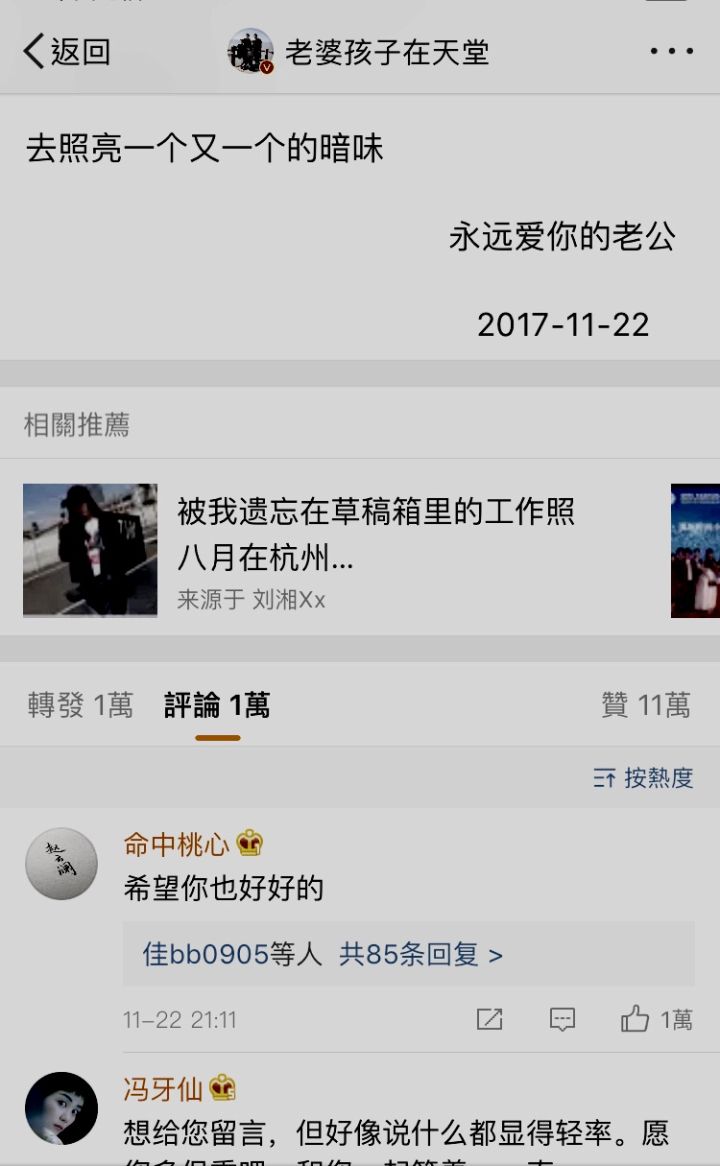 返回
老婆孩子在天堂
去照亮一个又一个的暗昧
永远爱你的老公
2017-11-22
相關推薦
被我遗忘在草稿箱里的工作照
八月在杭州...
来源于 刘湘Xx
轉發 1萬 評論 1萬 贊 11萬
按熱度
赵云澜
命中桃心
希望你也好好的
佳bb0905等人 共85条回复 >
11-22 21:11
1萬
冯牙仙
想给您留言，但好像说什么都显得轻率。愿